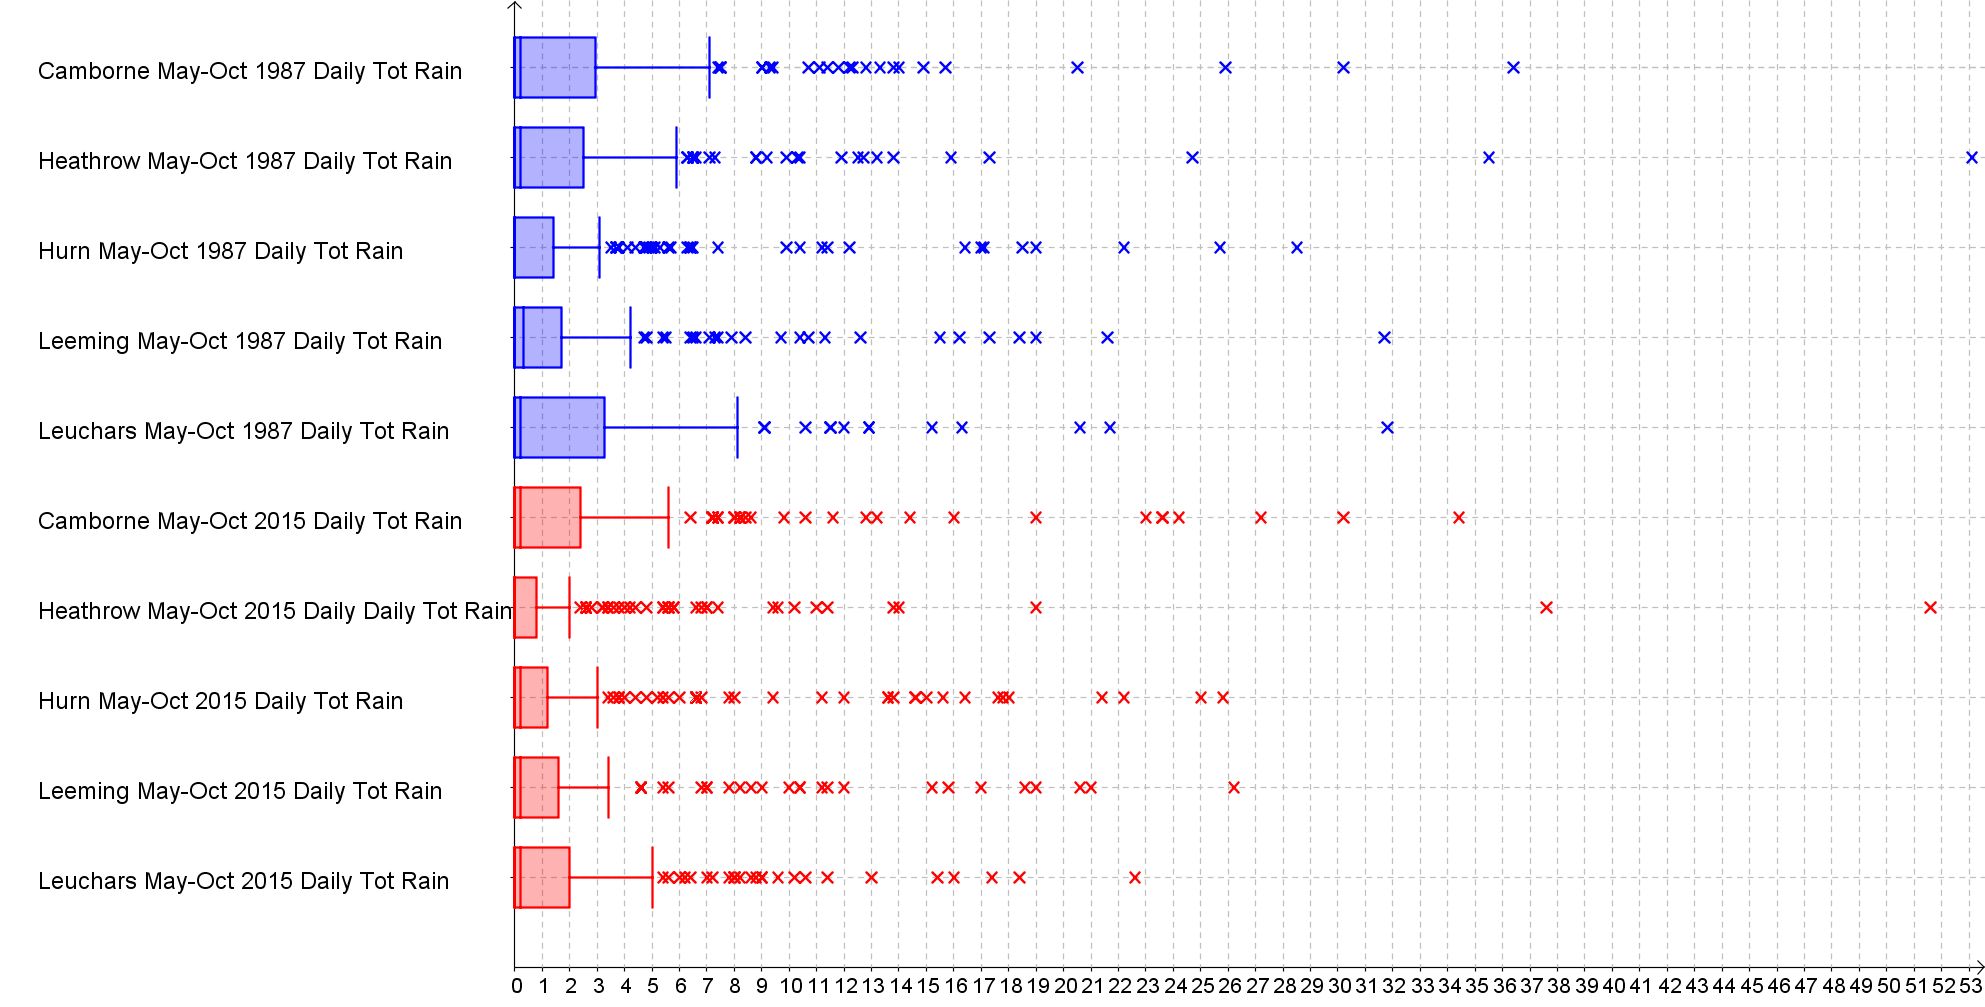 Camborne May-Oct 1987 Daily Tot Rain
Heathrow May-Oct 1987 Daily Tot Rain
Hurn May-Oct 1987 Daily Tot Rain
Leeming May-Oct 1987 Daily Tot Rain
Leuchars May-Oct 1987 Daily Tot Rain
Camborne May-Oct 2015 Daily Tot Rain
Heathrow May-Oct 2015 Daily Daily Tot Rain
Hurn May-Oct 2015 Daily Tot Rain
Leeming May-Oct 2015 Daily Tot Rain
Leuchars May-Oct 2015 Daily Tot Rain
0 1 2 3 4 5 6 7 8 9 10 11 12 13 14 15 16 17 18 19 20 21 22 23 24 25 26 27 28 29 30 31 32 33 34 35 36 37 38 39 40 41 42 43 44 45 46 47 48 49 50 51 52 53